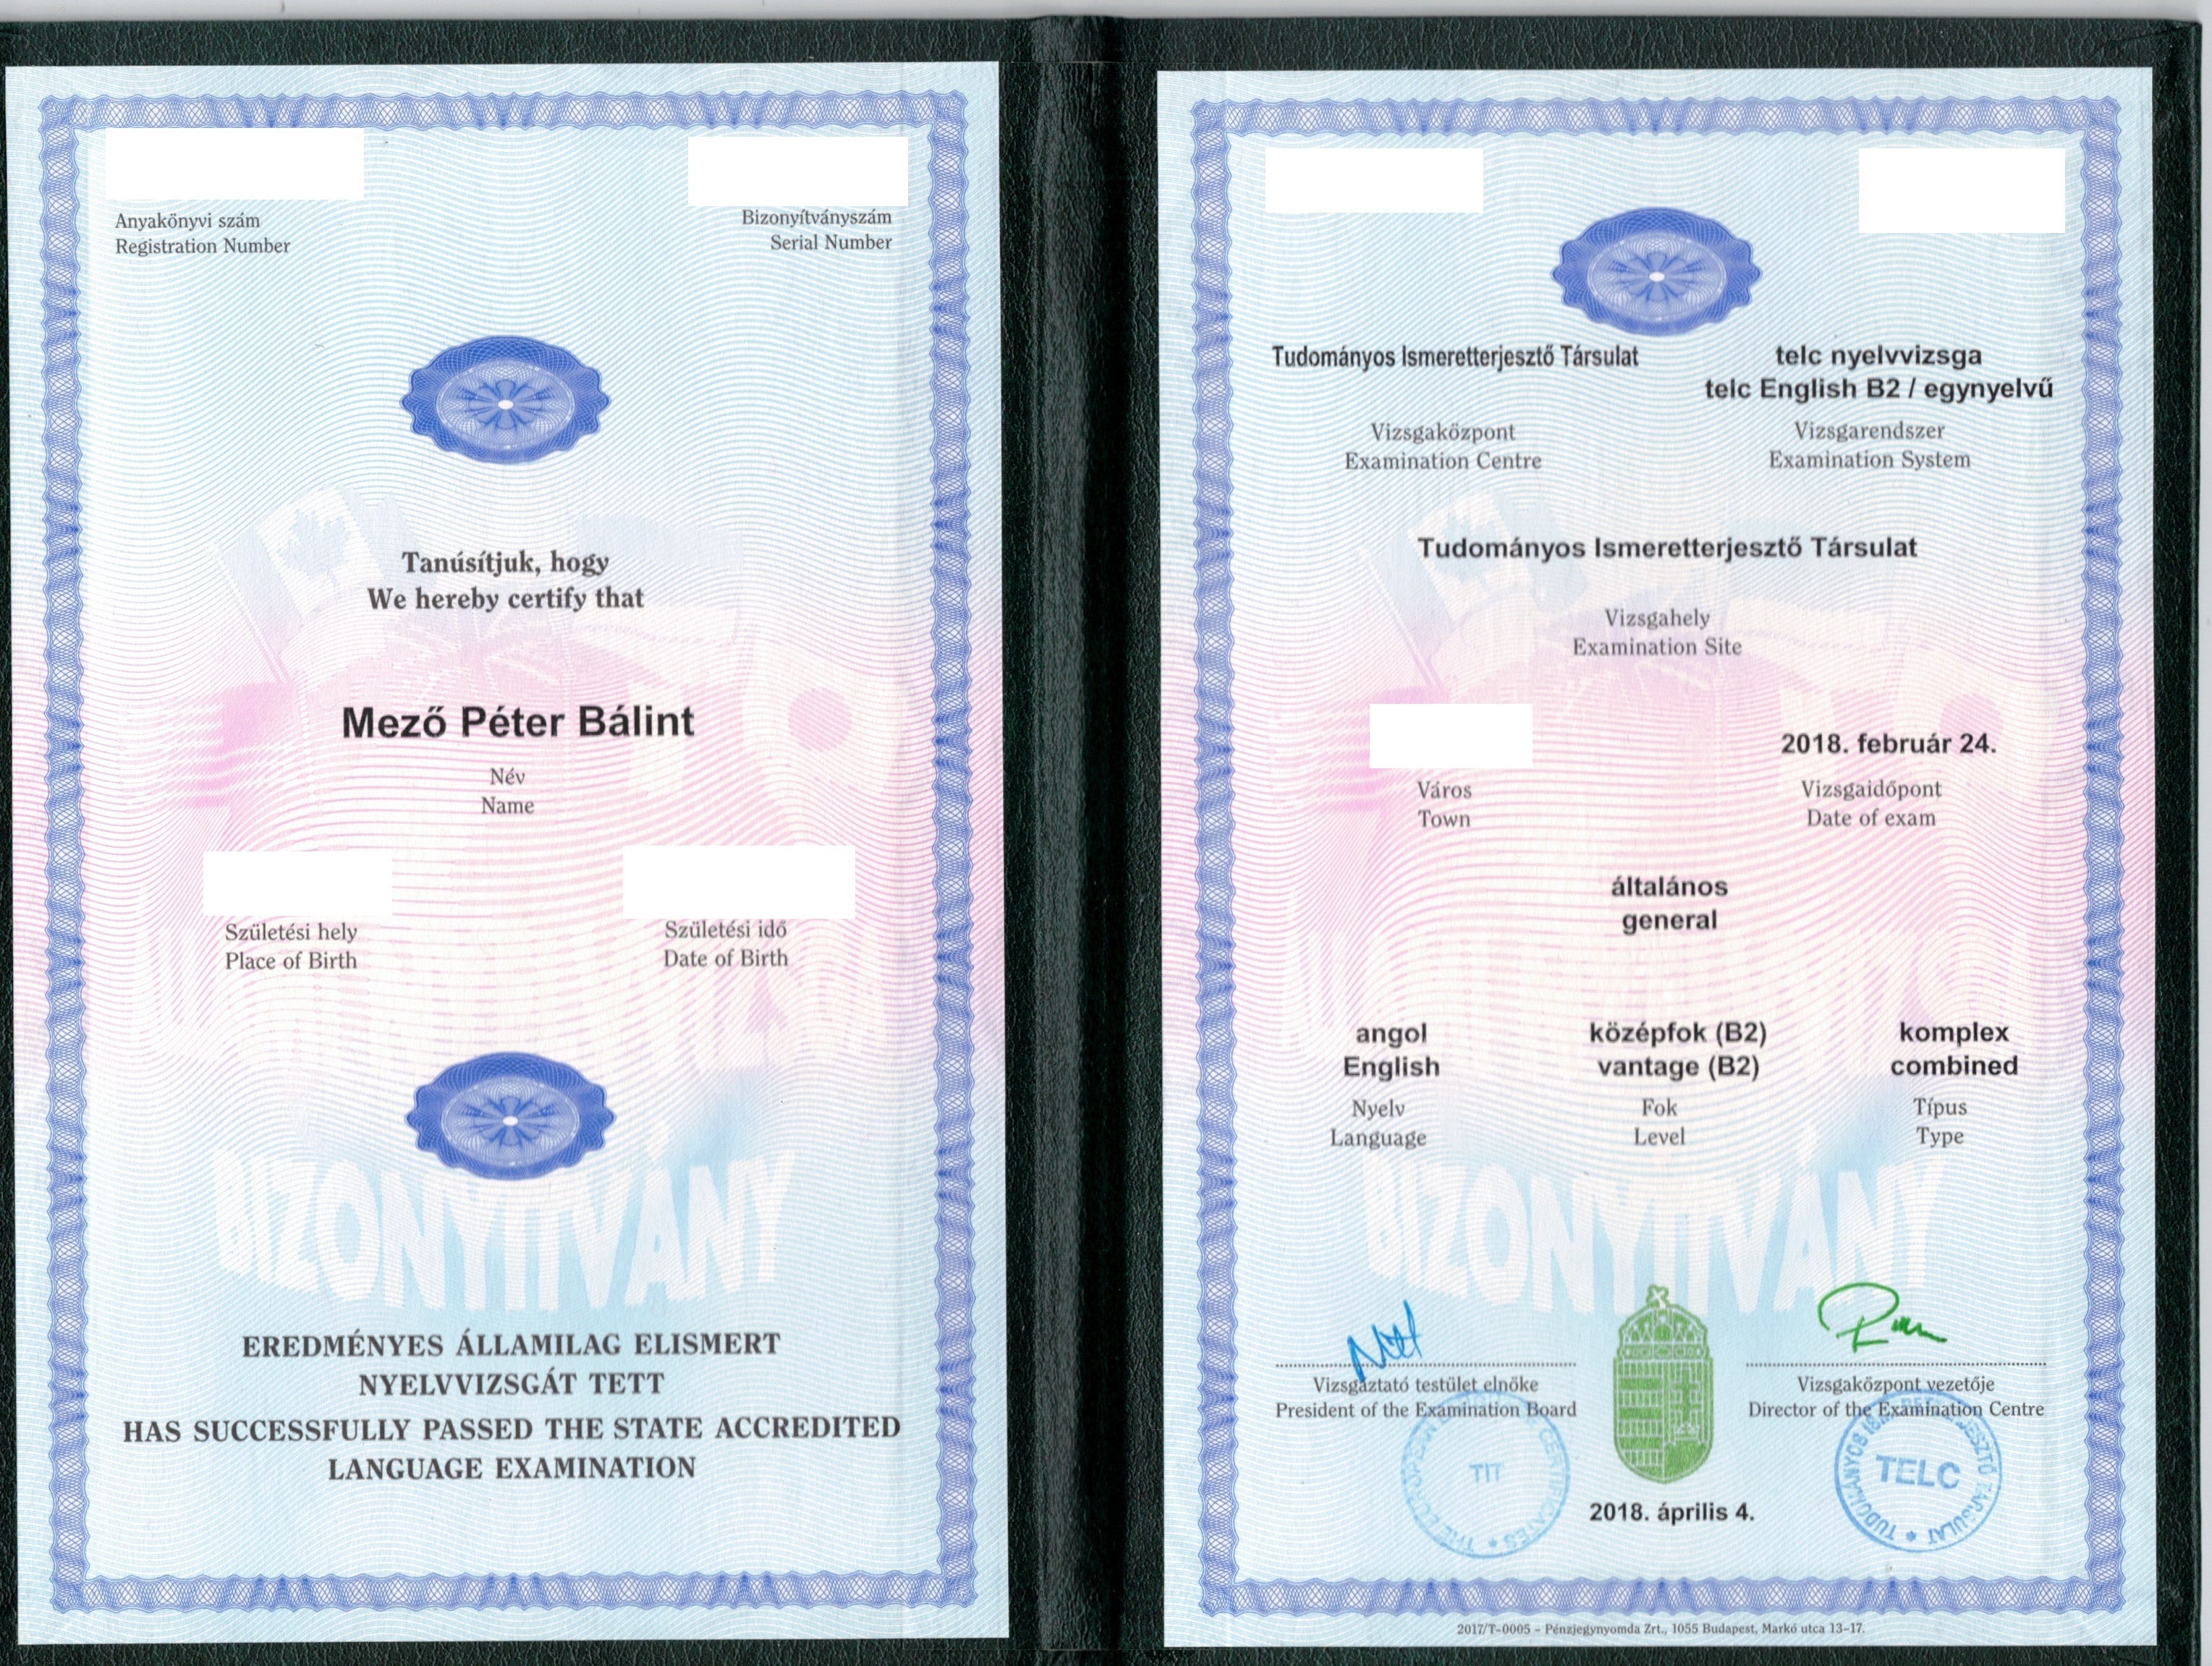 Anyakönyvi szám
Registration Number
Bizonyítványszám
Serial Number
Tanúsítjuk, hogy
We hereby certify that
Mező Péter Bálint
Név
Name
Születési hely
Place of Birth
Születési idő
Date of Birth
BIZONYÍTVÁNY
EREDMÉNYES ÁLLAMILAG ELISMERT
NYELVVIZSGÁT TETT
HAS SUCCESSFULLY PASSED THE STATE ACCREDITED
LANGUAGE EXAMINATION
Tudományos Ismeretterjesztő Társulat
Vizsgaközpont
Examination Centre
telc nyelvvizsga
telc English B2 / egynyelvű
Vizsgarendszer
Examination System
Tudományos Ismeretterjesztő Társulat
Vizsgahely
Examination Site
Város
Town
2018. február 24.
Vizsgaidőpont
Date of exam
általános
general
angol
English
Nyelv
Language
középfok (B2)
vantage (B2)
Fok
Level
komplex
combined
Típus
Type
BIZONYÍTVÁNY
Vizsgáztató testület elnöke
President of the Examination Board
Vizsgaközpont vezetője
Director of the Examination Centre
THE EUROPEAN CERTIFICATES
TIT
TUDOMÁNYOS ISMERETTERJESZTŐ TÁRSULAT
TELC
2018. április 4.
2017/T-0005 – Pénzjegynyomda Zrt., 1055 Budapest, Markó utca 13–17.